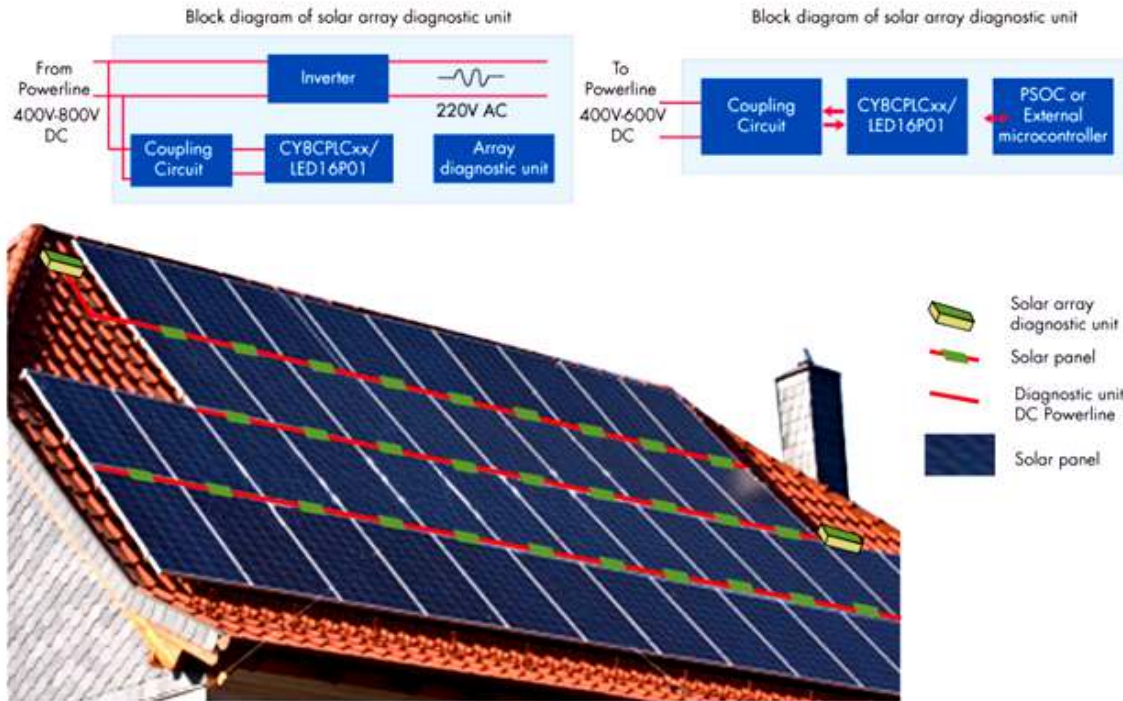 Block diagram of solar array diagnostic unit
From
Powerline
400V-800V
DC
Inverter
220V AC
Coupling
Circuit
CY8CPLCxx/
LED16P01
Array
diagnostic unit
Block diagram of solar array diagnostic unit
To
Powerline
400V-600V
DC
Coupling
Circuit
CY8CPLCxx/
LED16P01
PSOC or
External
microcontroller
Solar array
diagnostic unit
Solar panel
Diagnostic unit
DC Powerline
Solar panel